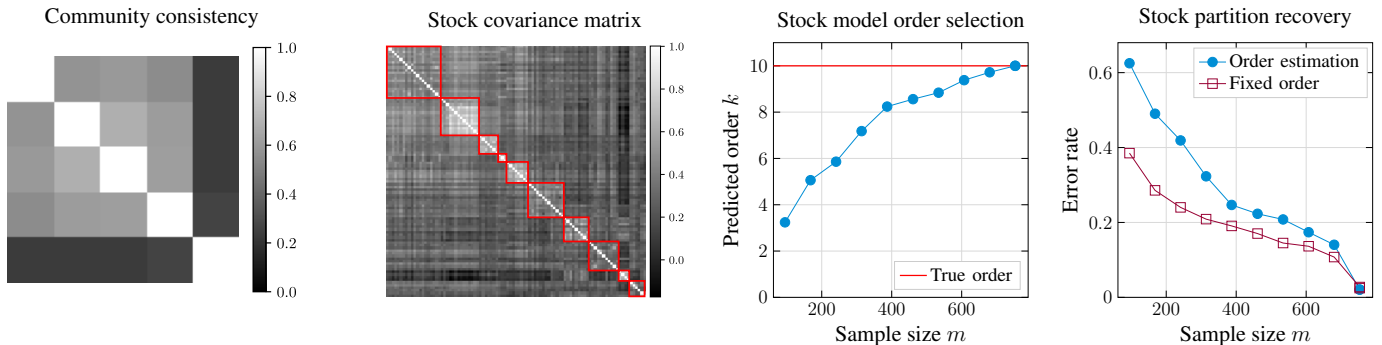 Community consistency
1.0
0.8
0.6
0.4
0.2
0.0
Stock covariance matrix
1.0
0.8
0.6
0.4
0.2
0.0
Stock model order selection
Predicted order k
10
8
6
4
2
0
200
400
600
Sample size m
True order
Stock partition recovery
Error rate
0.6
0.4
0.2
0
200
400
600
Sample size m
Order estimation
Fixed order